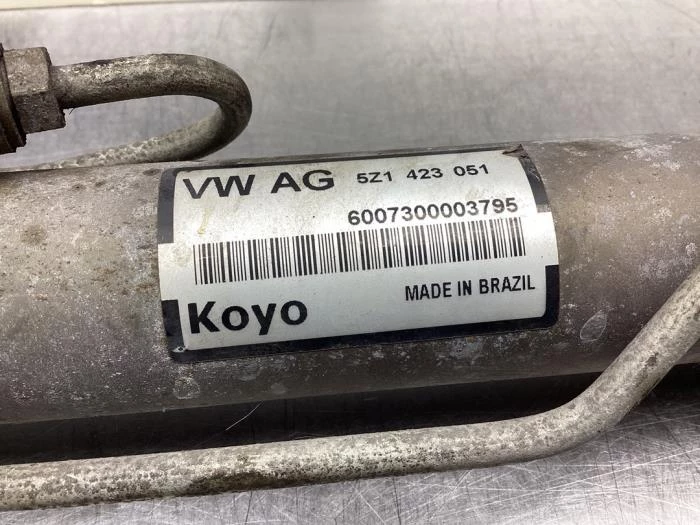 VW AG 5Z1 423 051
6007300003795
Koyo MADE IN BRAZIL